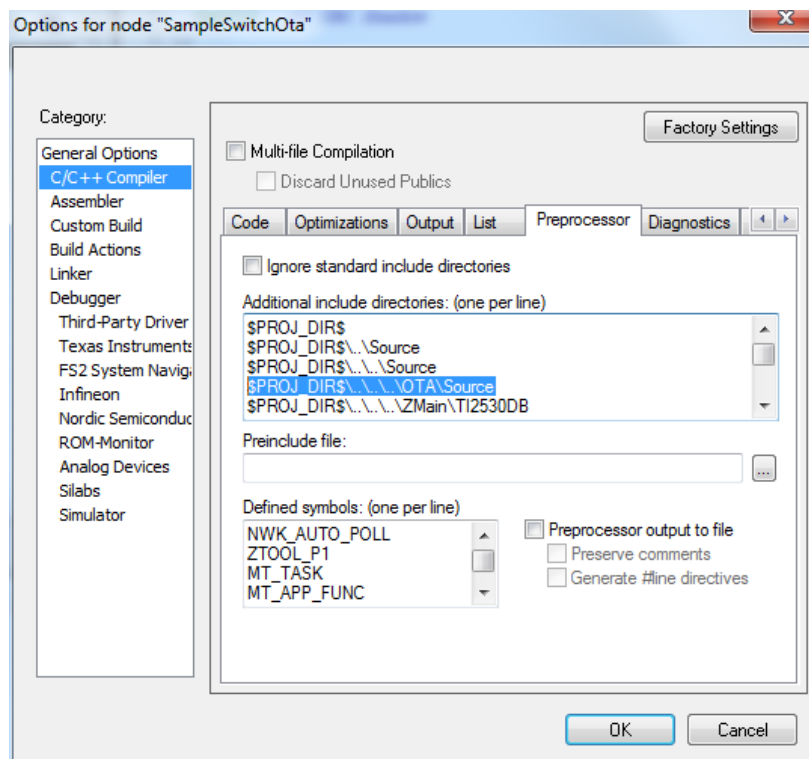 Options for node "SampleSwitchOta"
Category:
General Options
C/C++ Compiler
Assembler
Custom Build
Build Actions
Linker
Debugger
Third-Party Driver
Texas Instruments
FS2 System Naviga
Infineon
Nordic Semiconduc
ROM-Monitor
Analog Devices
Silabs
Simulator
Factory Settings
Multi-file Compilation
Discard Unused Publics
Code Optimizations Output List Preprocessor Diagnostics
Ignore standard include directories
Additional include directories: (one per line)
$PROJ_DIR$
$PROJ_DIR$\..\Source
$PROJ_DIR$\..\..\Source
$PROJ_DIR$\..\..\..\OTA\Source
$PROJ_DIR$\..\..\..\ZMain\TI2530DB
Preinclude file:
...
Defined symbols: (one per line)
NWK_AUTO_POLL
ZTOOL_P1
MT_TASK
MT_APP_FUNC
Preprocessor output to file
Preserve comments
Generate #line directives
OK Cancel